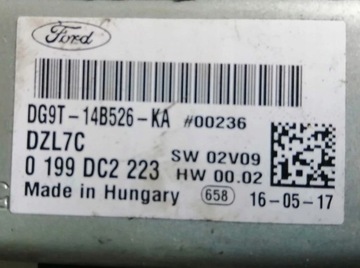 Ford
DG9T-14B526-KA #00236
DZL7C
0 199 DC2 223 SW 02V09
HW 00.02
Made in Hungary 658 16-05-17